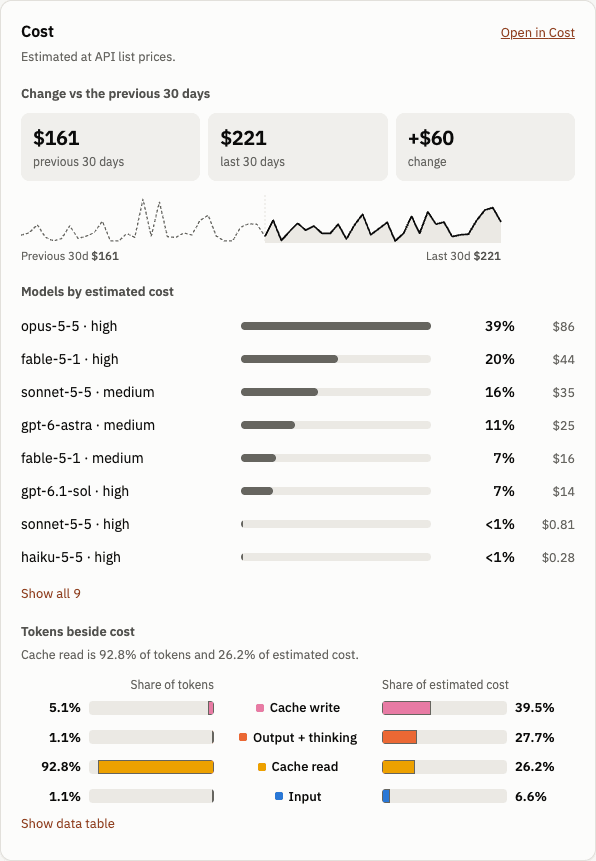 Cost
Open in Cost
Estimated at API list prices.
Change vs the previous 30 days
$161
previous 30 days
$221
last 30 days
+$60
change
Previous 30d $161
Last 30d $221
Models by estimated cost
opus-5-5 · high 39% $86
fable-5-1 · high 20% $44
sonnet-5-5 · medium 16% $35
gpt-6-astra · medium 11% $25
fable-5-1 · medium 7% $16
gpt-6.1-sol · high 7% $14
sonnet-5-5 · high <1% $0.81
haiku-5-5 · high <1% $0.28
Show all 9
Tokens beside cost
Cache read is 92.8% of tokens and 26.2% of estimated cost.
Share of tokens Share of estimated cost
5.1% Cache write 39.5%
1.1% Output + thinking 27.7%
92.8% Cache read 26.2%
1.1% Input 6.6%
Show data table